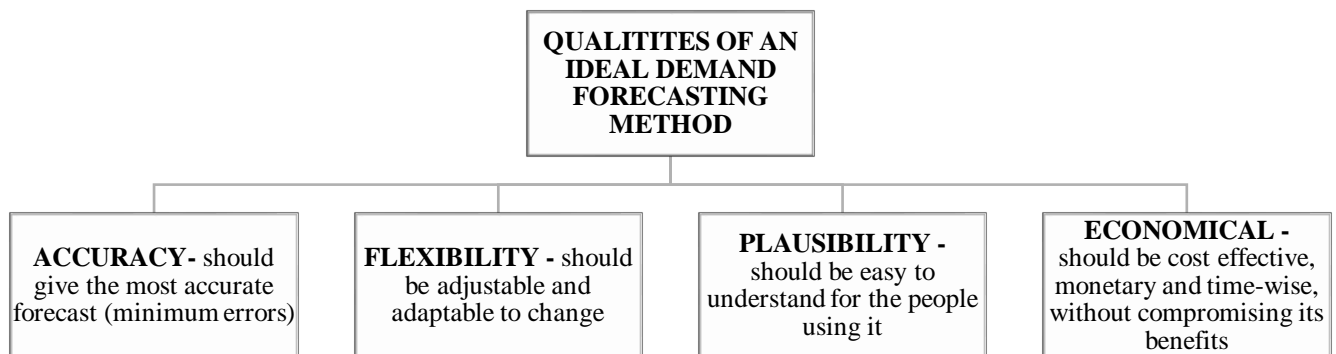 QUALITITES OF AN
IDEAL DEMAND
FORECASTING
METHOD
ACCURACY- should
give the most accurate
forecast (minimum errors)
FLEXIBILITY - should
be adjustable and
adaptable to change
PLAUSIBILITY -
should be easy to
understand for the people
using it
ECONOMICAL -
should be cost effective,
monetary and time-wise,
without compromising its
benefits